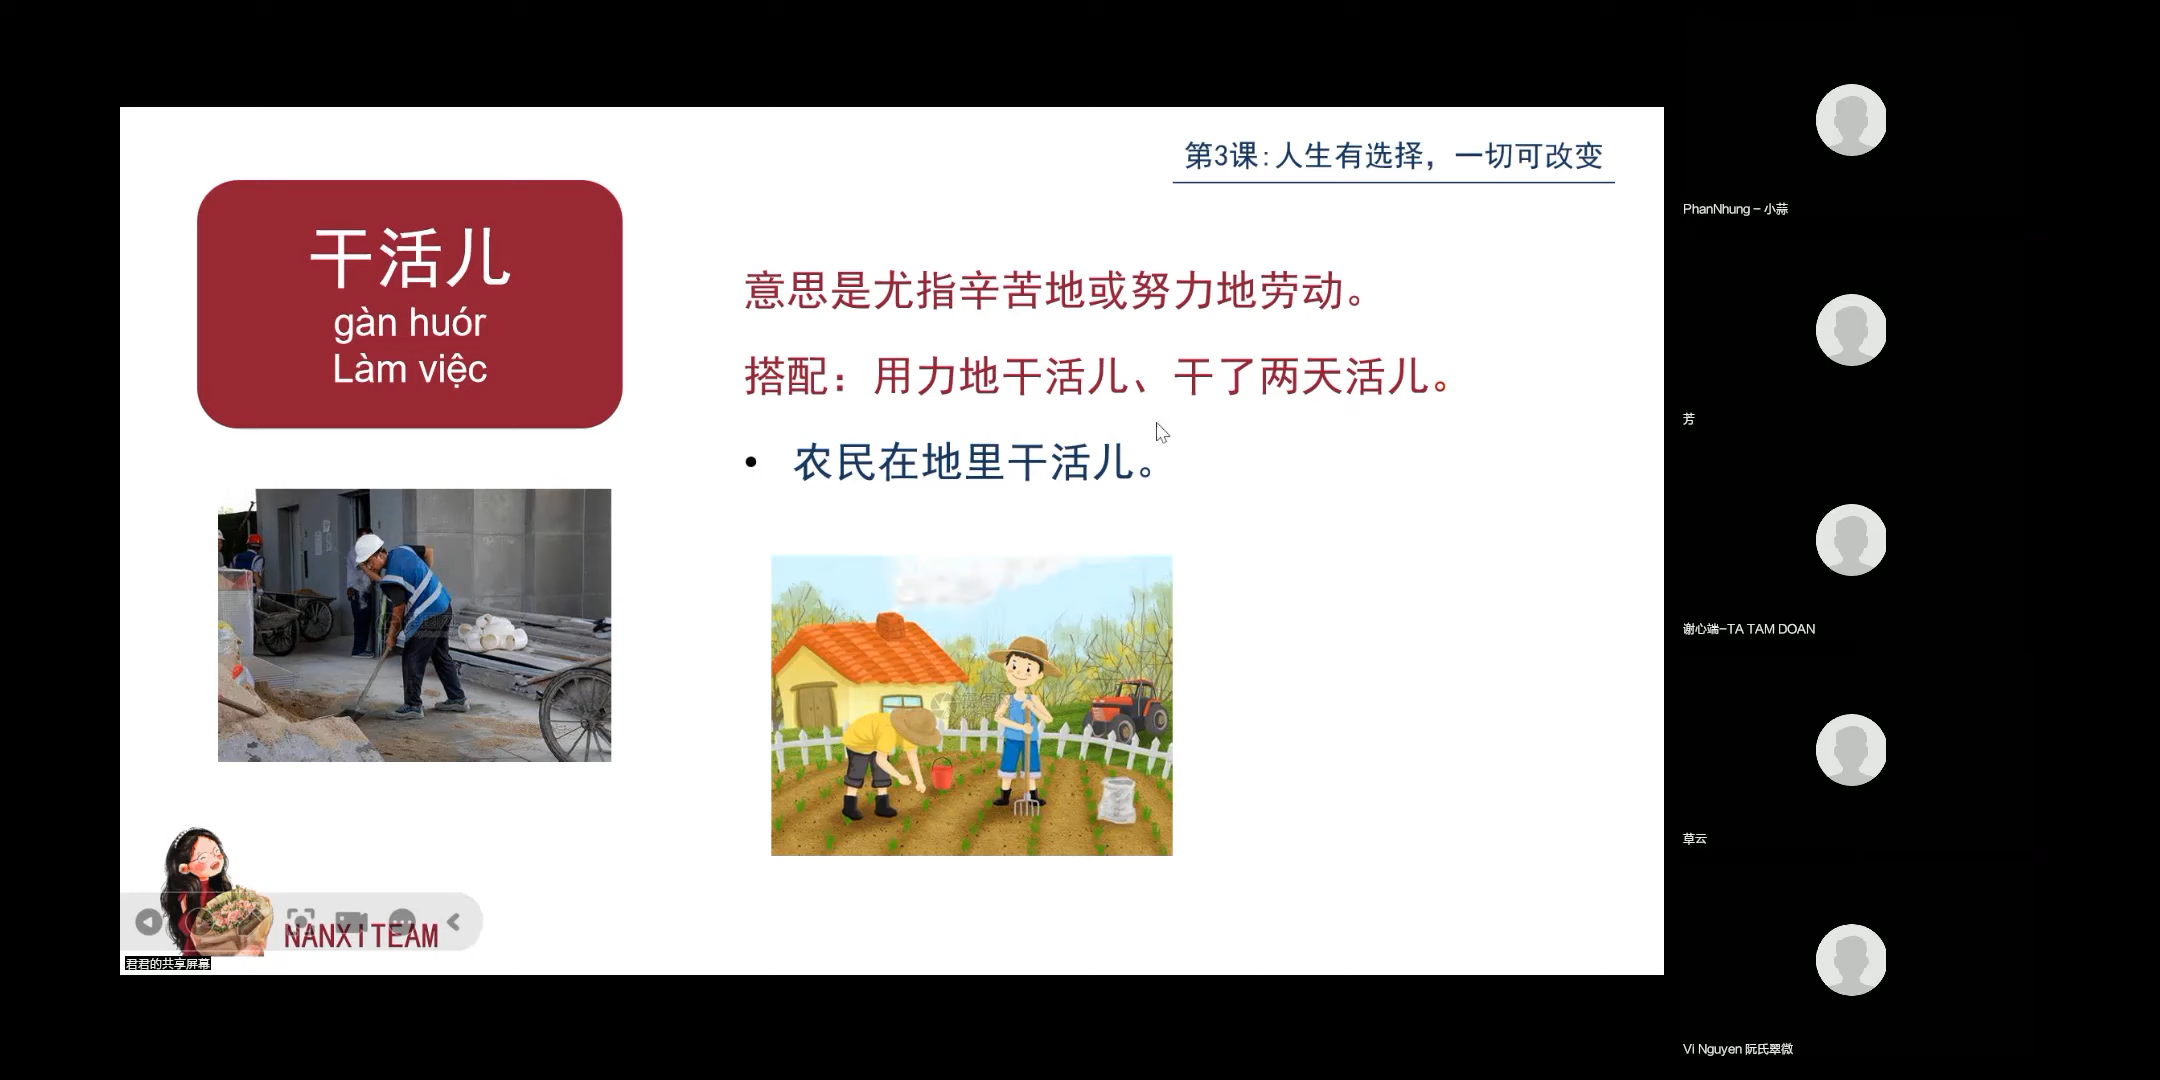 第3课:人生有选择，一切可改变
干活儿
gàn huór
Làm việc
意思是尤指辛苦地或努力地劳动。
搭配：用力地干活儿、干了两天活儿。
• 农民在地里干活儿。
NANXITEAM
君君的共享屏幕
PhanNhung - 小蒜
芳
谢心端-TA TAM DOAN
草云
Vi Nguyen 阮氏翠微